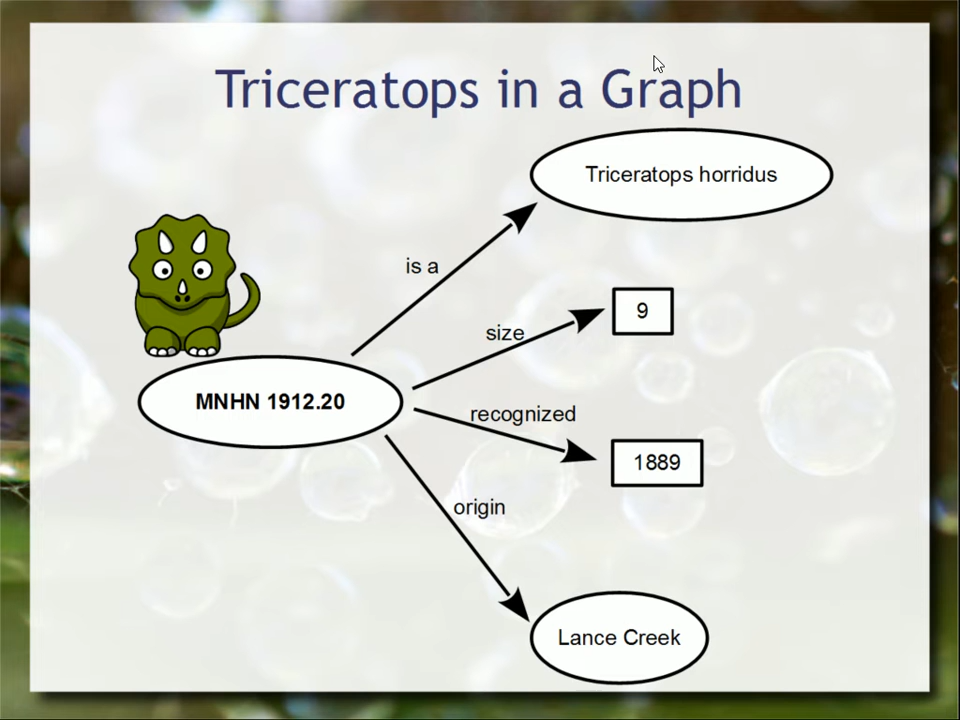 Triceratops in a Graph
Triceratops horridus
is a
9
size
MNHN 1912.20
recognized
1889
origin
Lance Creek